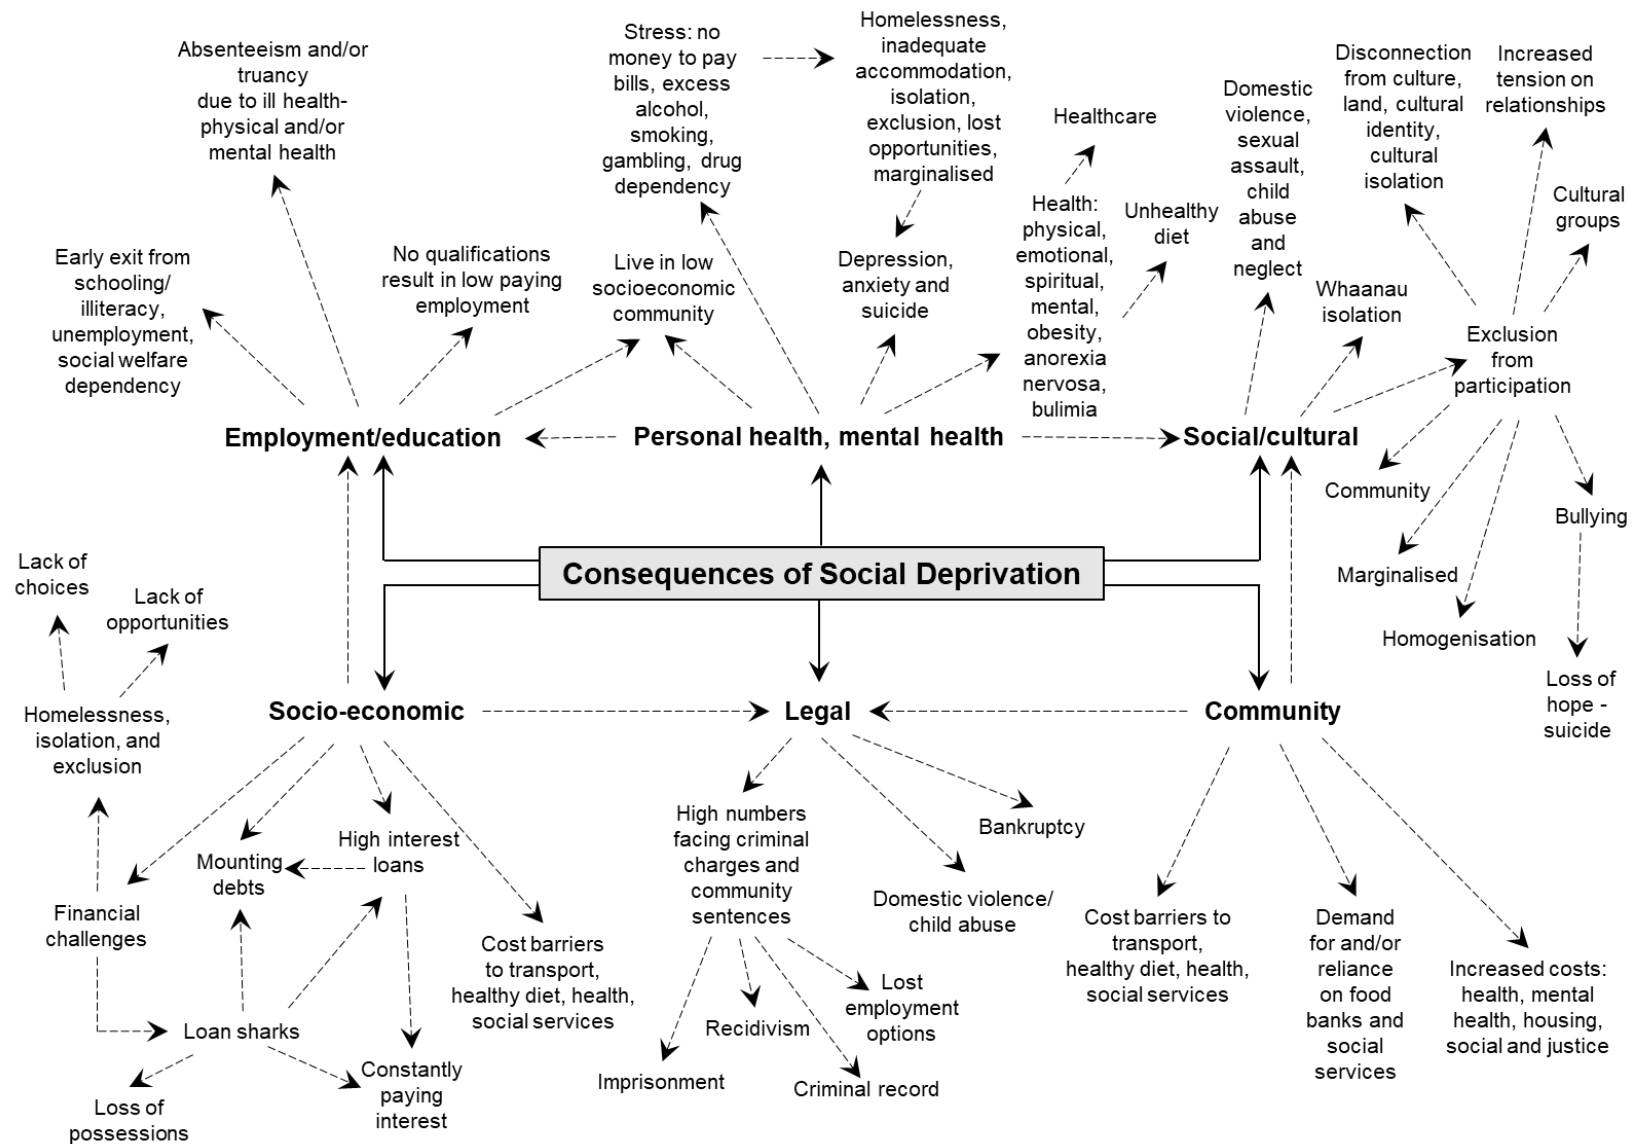 Absenteeism and/or
truancy
due to ill health-
physical and/or
mental health
Stress: no
money to pay
bills, excess
alcohol,
smoking,
gambling, drug
dependency
Homelessness,
inadequate
accommodation,
isolation,
exclusion, lost
opportunities,
marginalised
Healthcare
Domestic
violence,
sexual
assault,
child
abuse
and
neglect
Disconnection
from culture,
land, cultural
identity,
cultural
isolation
Increased
tension on
relationships
Cultural
groups
Early exit from
schooling/
illiteracy,
unemployment,
social welfare
dependency
No qualifications
result in low paying
employment
Live in low
socioeconomic
community
Depression,
anxiety and
suicide
Health:
physical,
emotional,
spiritual,
mental,
obesity,
anorexia
nervosa,
bulimia
Unhealthy
diet
Whaanau
isolation
Exclusion
from
participation
Employment/education
Personal health, mental health
Social/cultural
Community
Bullying
Marginalised
Homogenisation
Loss of
hope -
suicide
Consequences of Social Deprivation
Lack of
choices
Lack of
opportunities
Homelessness,
isolation, and
exclusion
Socio-economic
Legal
Community
Financial
challenges
Mounting
debts
High interest
loans
Cost barriers
to transport,
healthy diet, health,
social services
Loan sharks
Loss of
possessions
Constantly
paying
interest
High numbers
facing criminal
charges and
community
sentences
Bankruptcy
Domestic violence/
child abuse
Imprisonment
Recidivism
Lost
employment
options
Criminal record
Cost barriers to
transport,
healthy diet, health,
social services
Demand
for and/or
reliance
on food
banks and
social
services
Increased costs:
health, mental
health, housing,
social and justice